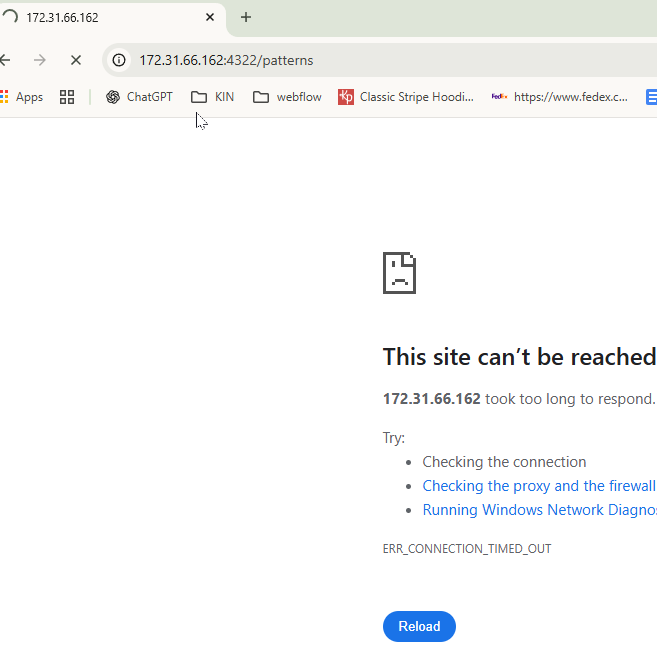 172.31.66.162
172.31.66.162:4322/patterns
Apps ChatGPT KIN webflow Kp Classic Stripe Hoodi... FedEx https://www.fedex.c...
This site can’t be reached
172.31.66.162 took too long to respond.
Try:
Checking the connection
Checking the proxy and the firewall
Running Windows Network Diagnos
ERR_CONNECTION_TIMED_OUT
Reload